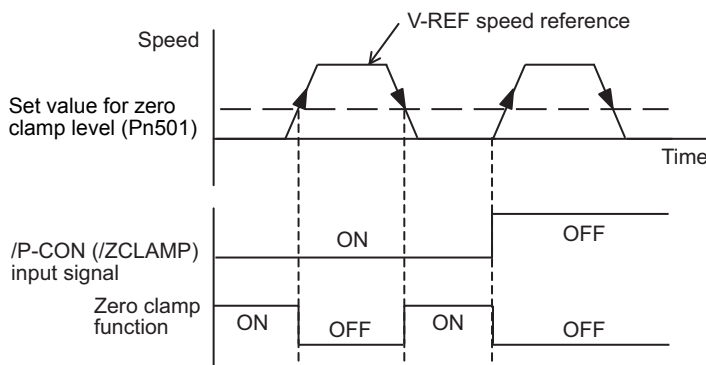 V-REF speed reference
Speed
Set value for zero
clamp level (Pn501)
Time
/P-CON (/ZCLAMP)
input signal
ON
OFF
Zero clamp
function
ON
OFF
ON
OFF